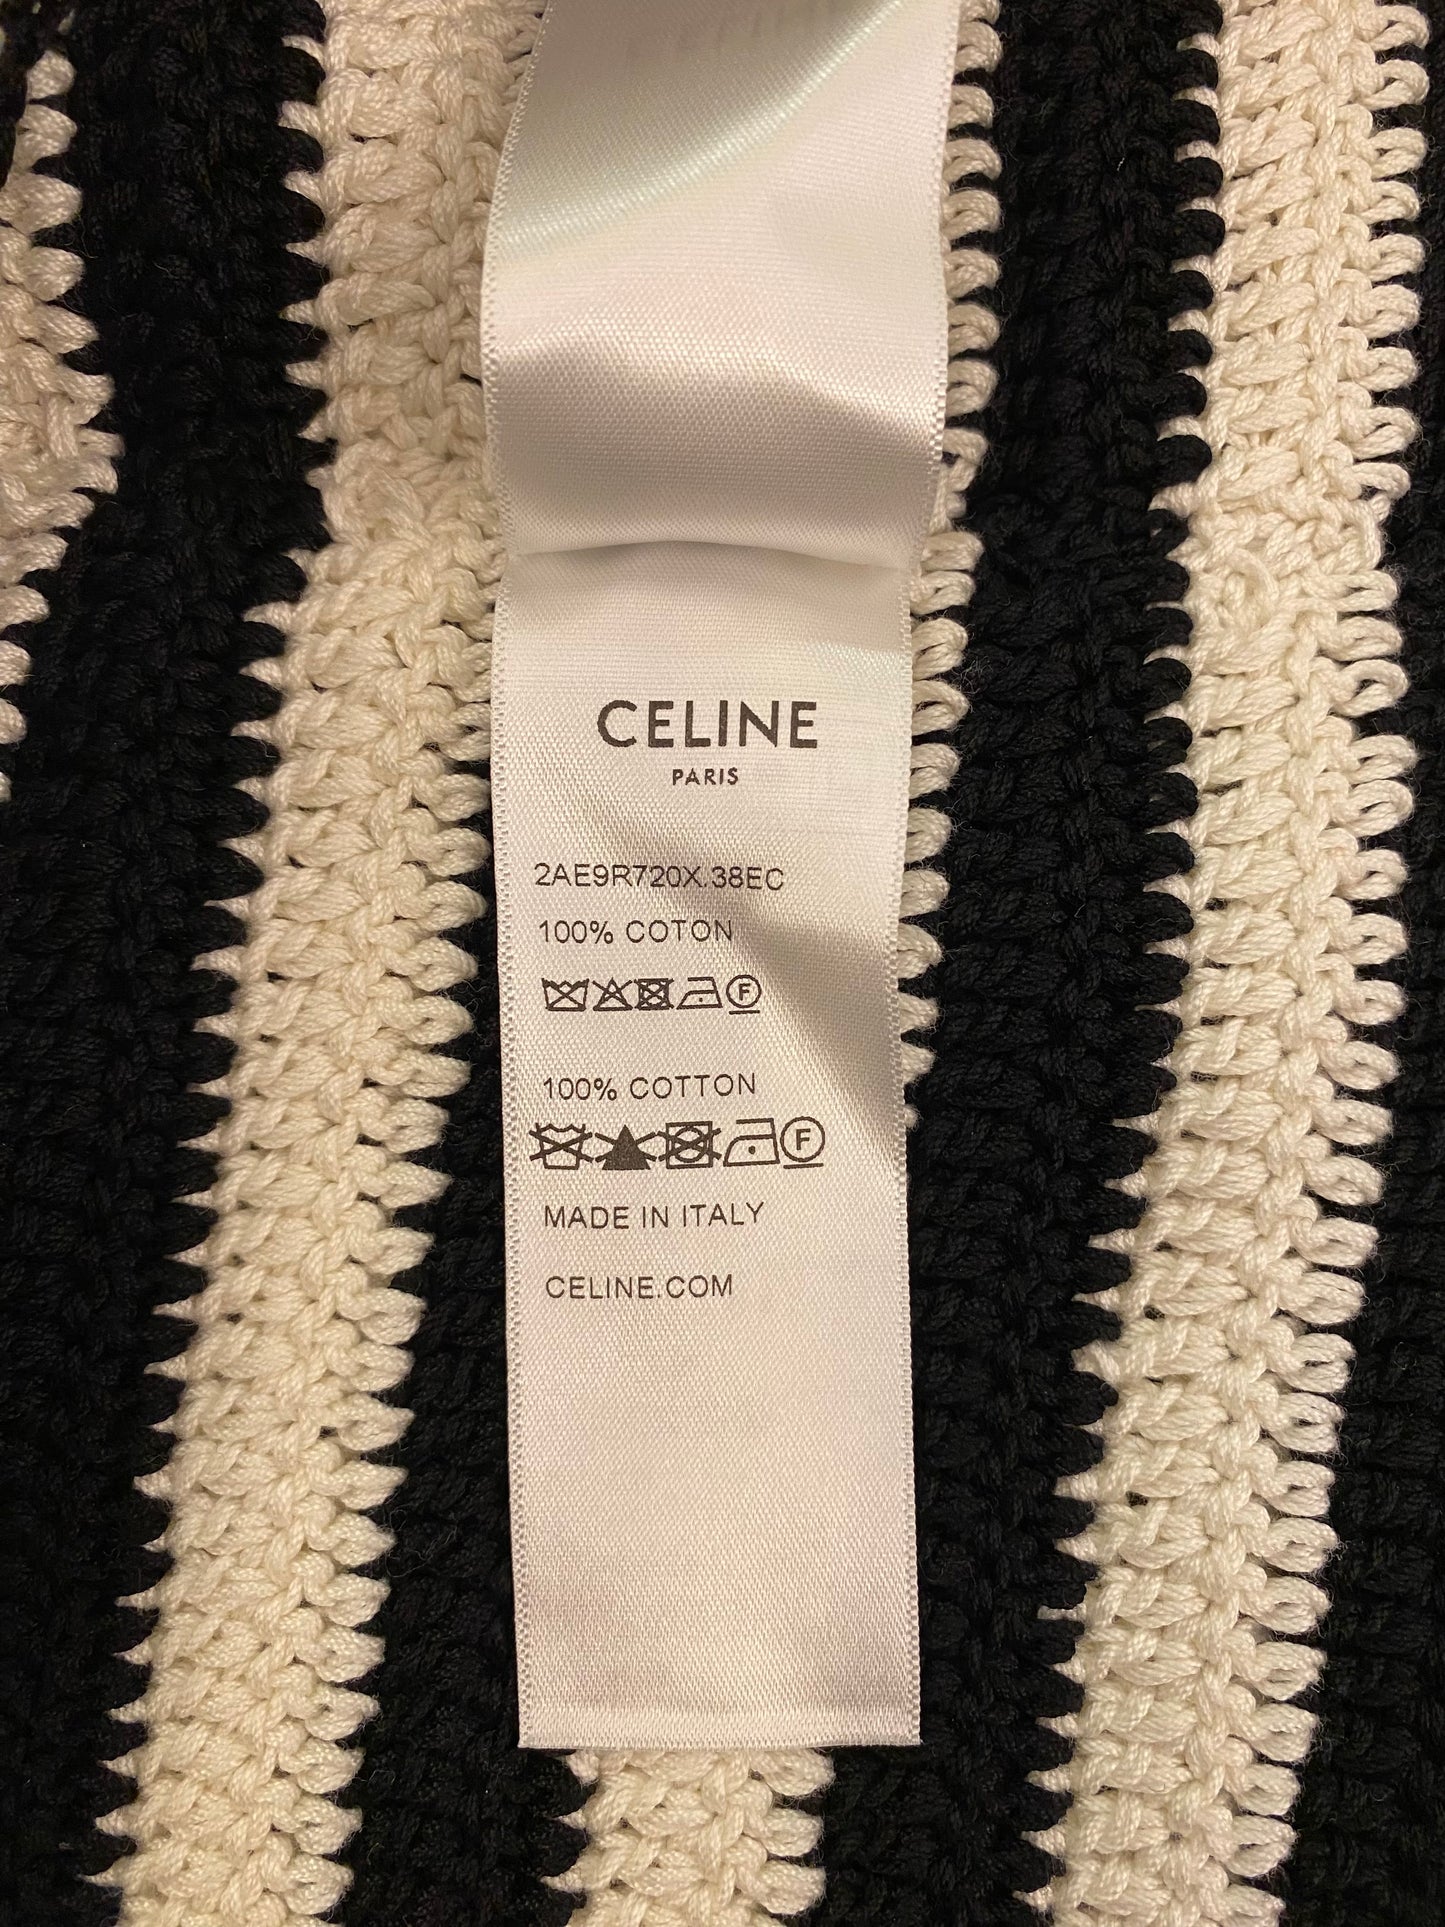 CELINE
PARIS
2AE9R720X.38EC
100% COTON
F
100% COTTON
F
MADE IN ITALY
CELINE.COM